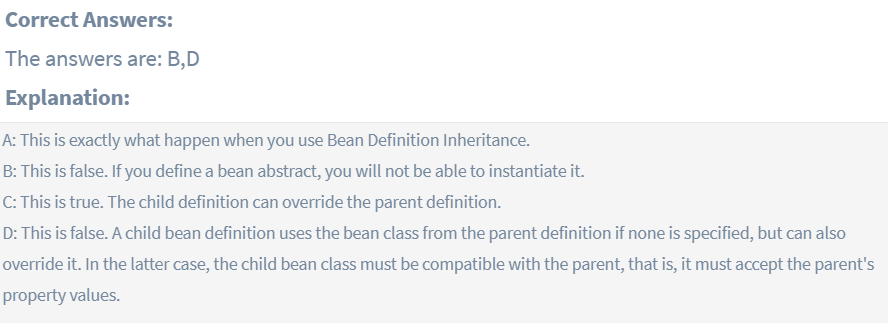 Correct Answers:
The answers are: B,D
Explanation:
A: This is exactly what happen when you use Bean Definition Inheritance.
B: This is false. If you define a bean abstract, you will not be able to instantiate it.
C: This is true. The child definition can override the parent definition.
D: This is false. A child bean definition uses the bean class from the parent definition if none is specified, but can also
override it. In the latter case, the child bean class must be compatible with the parent, that is, it must accept the parent's
property values.